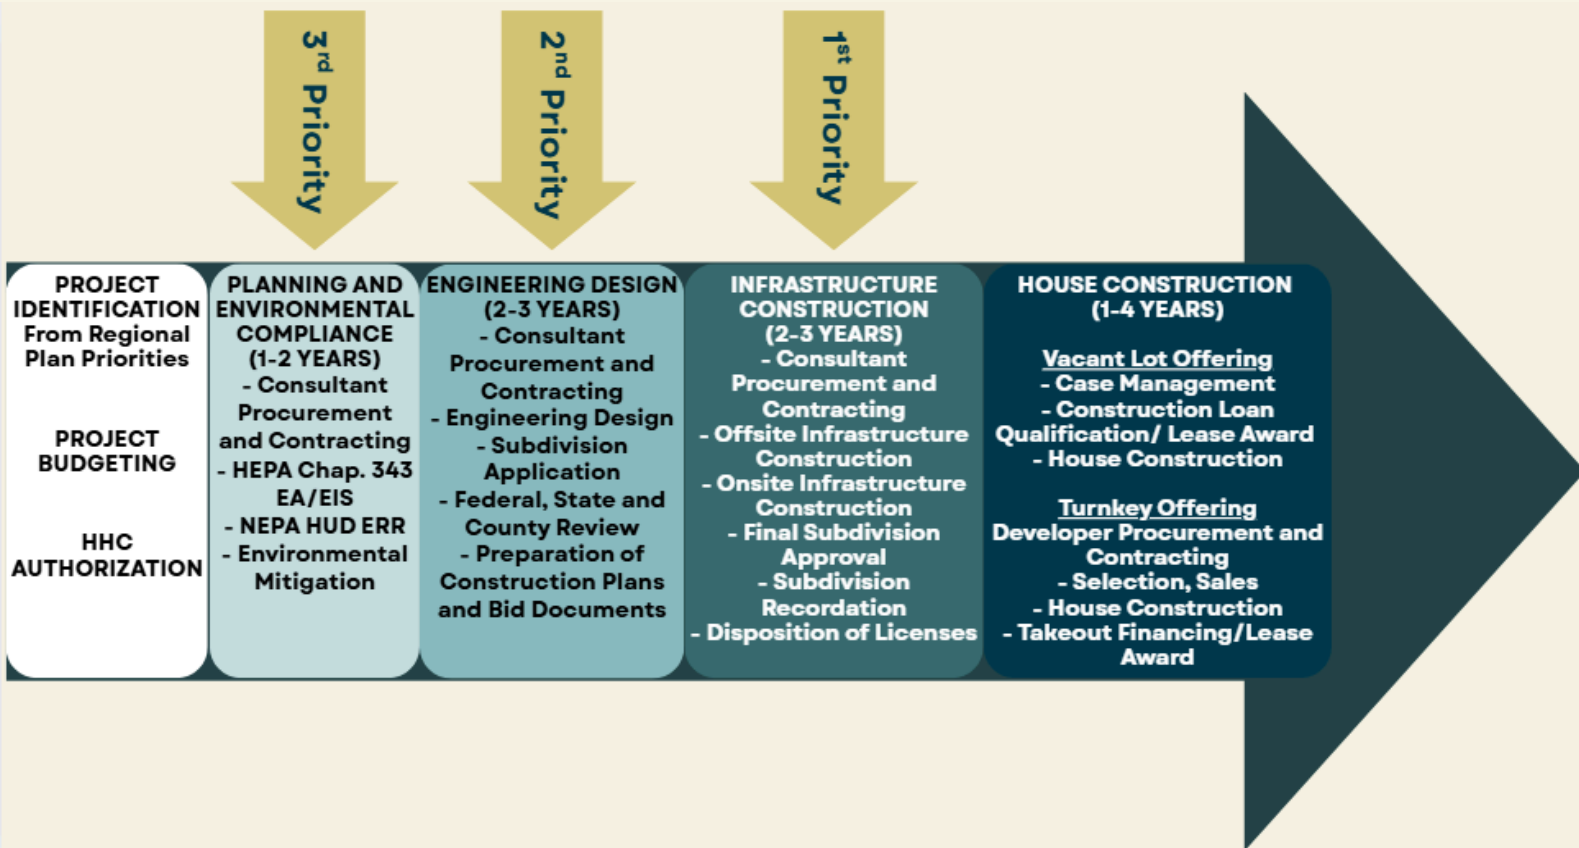 3rd Priority
2nd Priority
1st Priority
PROJECT
IDENTIFICATION
From Regional
Plan Priorities
PROJECT
BUDGETING
HHC
AUTHORIZATION
PLANNING AND
ENVIRONMENTAL
COMPLIANCE
(1-2 YEARS)
- Consultant
Procurement
and Contracting
- HEPA Chap. 343
EA/EIS
- NEPA HUD ERR
- Environmental
Mitigation
ENGINEERING DESIGN
(2-3 YEARS)
- Consultant
Procurement and
Contracting
- Engineering Design
- Subdivision
Application
- Federal, State and
County Review
- Preparation of
Construction Plans
and Bid Documents
INFRASTRUCTURE
CONSTRUCTION
(2-3 YEARS)
- Consultant
Procurement and
Contracting
- Offsite Infrastructure
Construction
- Onsite Infrastructure
Construction
- Final Subdivision
Approval
- Subdivision
Recordation
- Disposition of Licenses
HOUSE CONSTRUCTION
(1-4 YEARS)
Vacant Lot Offering
- Case Management
- Construction Loan
Qualification/ Lease Award
- House Construction
Turnkey Offering
Developer Procurement and
Contracting
- Selection, Sales
- House Construction
- Takeout Financing/Lease
Award